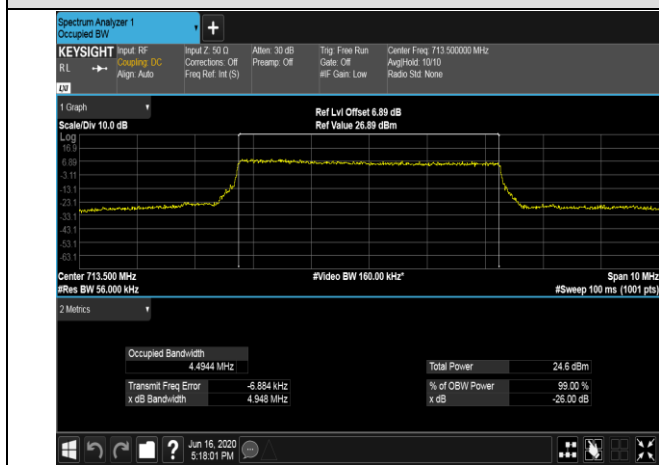 Spectrum Analyzer 1
Occupied BW
+
KEYSIGHT Input: RF Input Z: 50 Ω Atten: 30 dB Trig: Free Run Center Freq: 713.500000 MHz
RL Coupling: DC Corrections: Off Preamp: Off Gate: Off Avg|Hold: 10/10
Align: Auto Freq Ref: Int (S) #IF Gain: Low Radio Std: None
LXI
1 Graph
Ref Lvl Offset 6.89 dB
Scale/Div 10.0 dB Ref Value 26.89 dBm
Log
16.9
6.89
-3.11
-13.1
-23.1
-33.1
-43.1
-53.1
-63.1
Center 713.500 MHz #Video BW 160.00 kHz* Span 10 MHz
#Res BW 56.000 kHz #Sweep 100 ms (1001 pts)
2 Metrics
Occupied Bandwidth
4.4944 MHz Total Power 24.6 dBm
Transmit Freq Error -6.884 kHz % of OBW Power 99.00 %
x dB Bandwidth 4.948 MHz x dB -26.00 dB
? Jun 16, 2020
5:18:01 PM